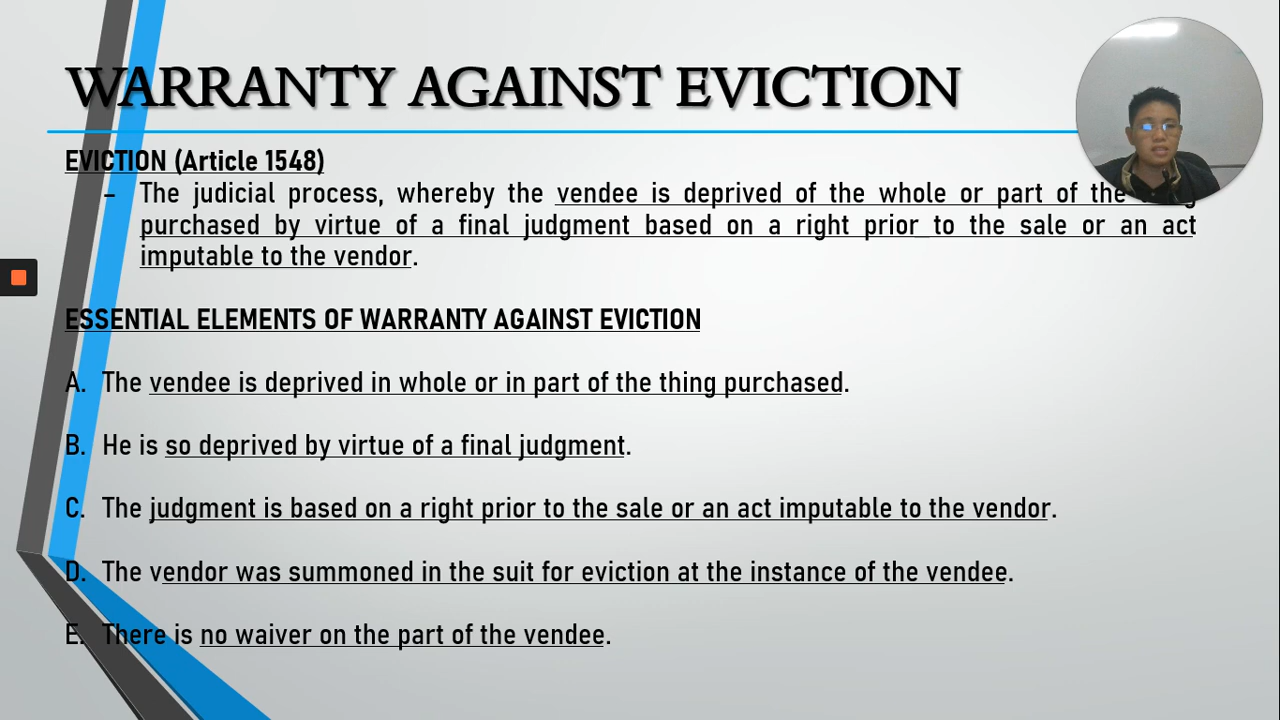 WARRANTY AGAINST EVICTION
EVICTION (Article 1548)
- The judicial process, whereby the vendee is deprived of the whole or part of the
purchased by virtue of a final judgment based on a right prior to the sale or an act
imputable to the vendor.
ESSENTIAL ELEMENTS OF WARRANTY AGAINST EVICTION
A. The vendee is deprived in whole or in part of the thing purchased.
B. He is so deprived by virtue of a final judgment.
C. The judgment is based on a right prior to the sale or an act imputable to the vendor.
D. The vendor was summoned in the suit for eviction at the instance of the vendee.
E. There is no waiver on the part of the vendee.